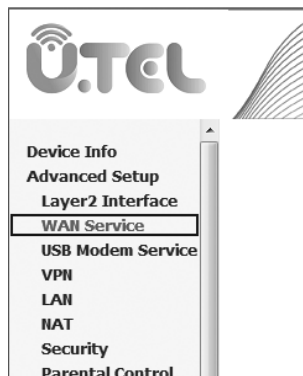 U.TEL
Device Info
Advanced Setup
Layer2 Interface
WAN Service
USB Modem Service
VPN
LAN
NAT
Security
Parental Control